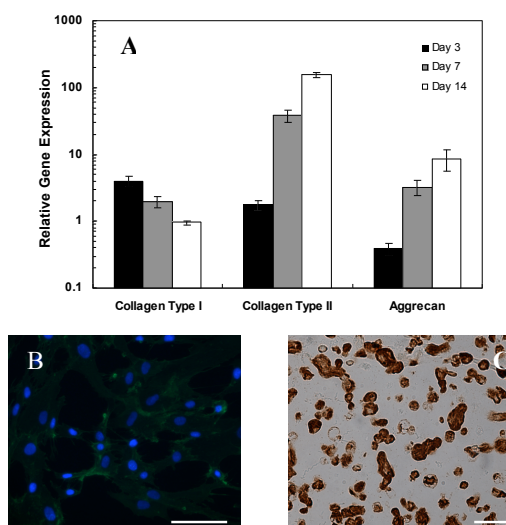 1000
A
Day 3
Day 7
Day 14
100
10
1
0.1
Relative Gene Expression
Collagen Type I
Collagen Type II
Aggrecan
B
C